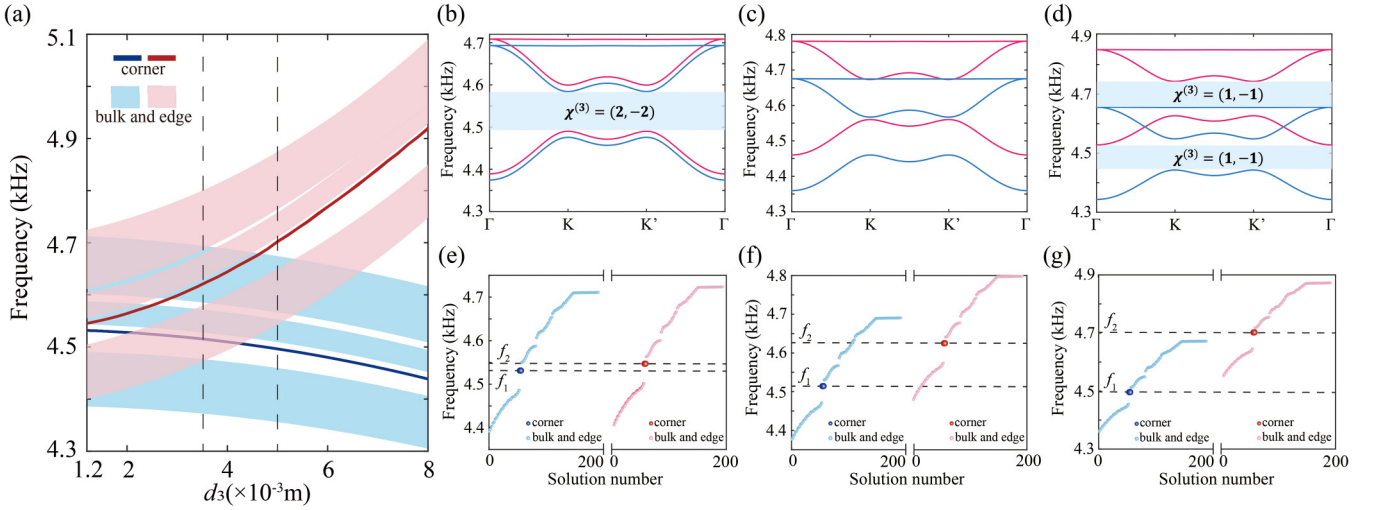 (a)
5.1
4.9
4.7
4.5
4.3
Frequency (kHz)
1.2 2 4 6 8
d₃(×10⁻³m)
corner
bulk and edge
(b)
4.7
4.6
4.5
4.4
4.3
Frequency (kHz)
χ⁽³⁾ = (2, −2)
Γ K K' Γ
(c)
4.8
4.7
4.6
4.5
4.4
4.3
Frequency (kHz)
Γ K K' Γ
(d)
4.9
4.7
4.5
4.3
Frequency (kHz)
χ⁽³⁾ = (1, −1)
χ⁽³⁾ = (1, −1)
Γ K K' Γ
(e)
4.7
4.6
4.5
4.4
Frequency (kHz)
f₂
f₁
corner corner
bulk and edge bulk and edge
0 200 0 200
Solution number
(f)
4.8
4.7
4.6
4.5
4.4
4.3
Frequency (kHz)
f₂
f₁
corner corner
bulk and edge bulk and edge
0 200 0 200
Solution number
(g)
4.9
4.7
4.5
4.3
Frequency (kHz)
f₂
f₁
corner corner
bulk and edge bulk and edge
0 200 0 200
Solution number